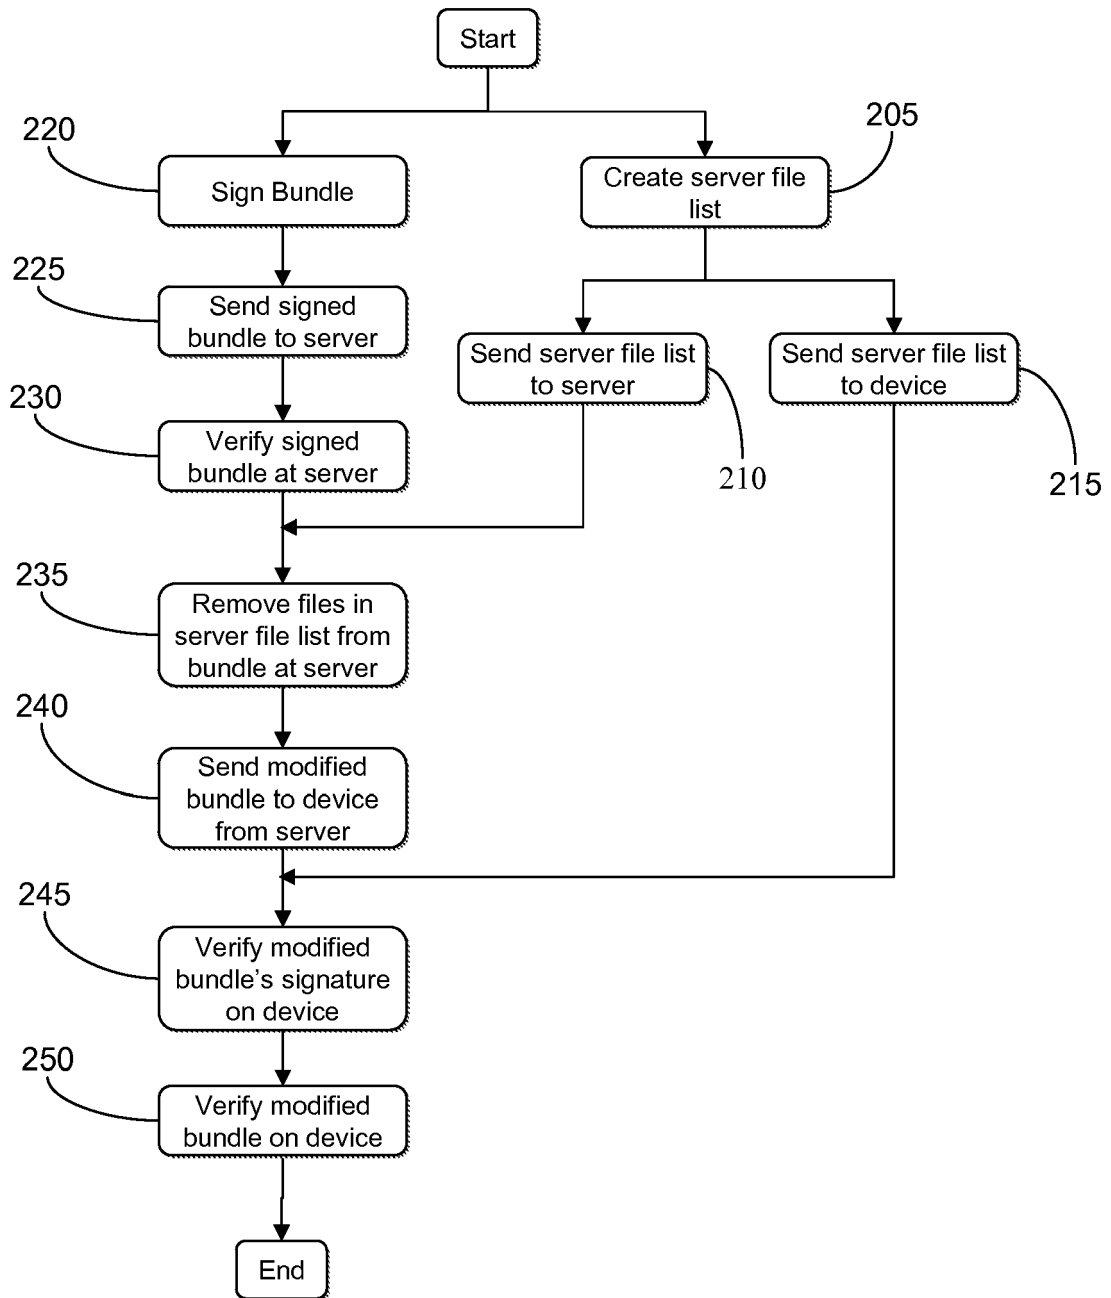 Start
220
205
Sign Bundle
Create server file
list
225
Send signed
bundle to server
Send server file list
to server
Send server file list
to device
230
Verify signed
bundle at server
210
215
235
Remove files in
server file list from
bundle at server
240
Send modified
bundle to device
from server
245
Verify modified
bundle's signature
on device
250
Verify modified
bundle on device
End